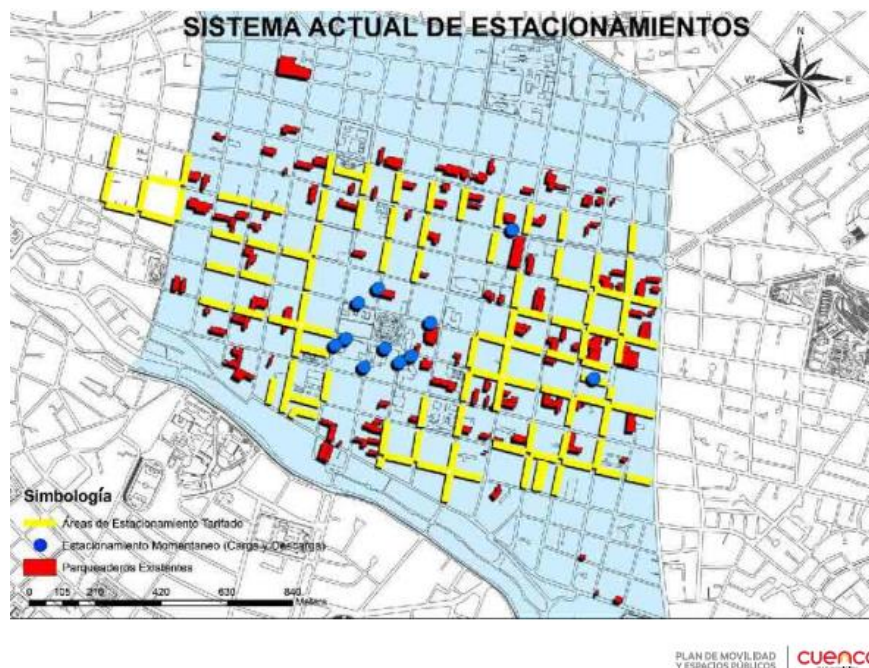 SISTEMA ACTUAL DE ESTACIONAMIENTOS
N
W E
S
Simbología
Áreas de Estacionamiento Tarifado
Estacionamiento Momentaneo (Carga y Descarga)
Parqueaderos Existentes
0 105 210 420 630 840
Meters
PLAN DE MOVILIDAD
Y ESPACIOS PÚBLICOS
cuenca